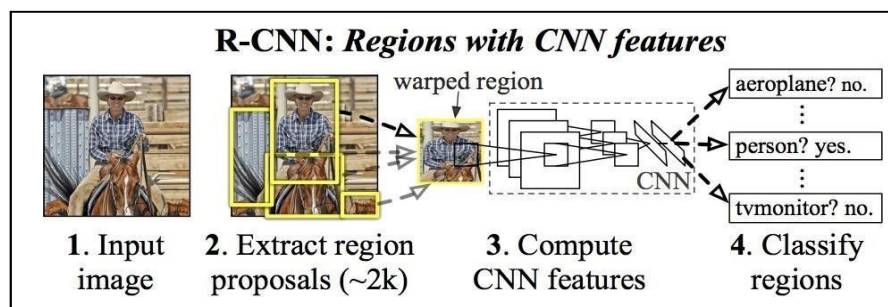 R-CNN: Regions with CNN features
warped region
aeroplane? no.
⋮
person? yes.
⋮
tvmonitor? no.
CNN
1. Input
image
2. Extract region
proposals (~2k)
3. Compute
CNN features
4. Classify
regions